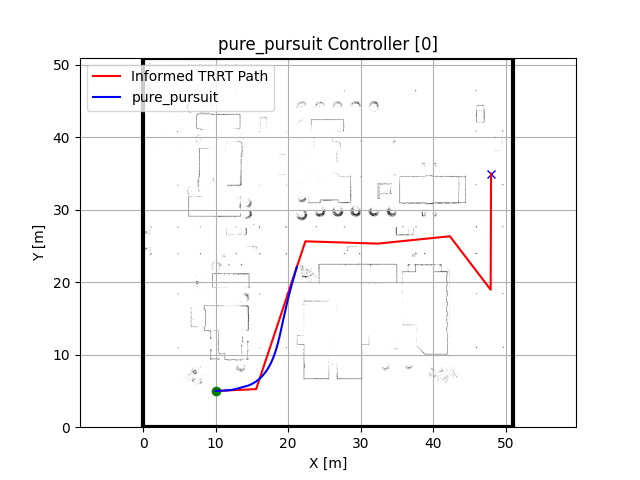 pure_pursuit Controller [0]
Informed TRRT Path
pure_pursuit
50
40
30
20
10
0
Y [m]
0 10 20 30 40 50
X [m]